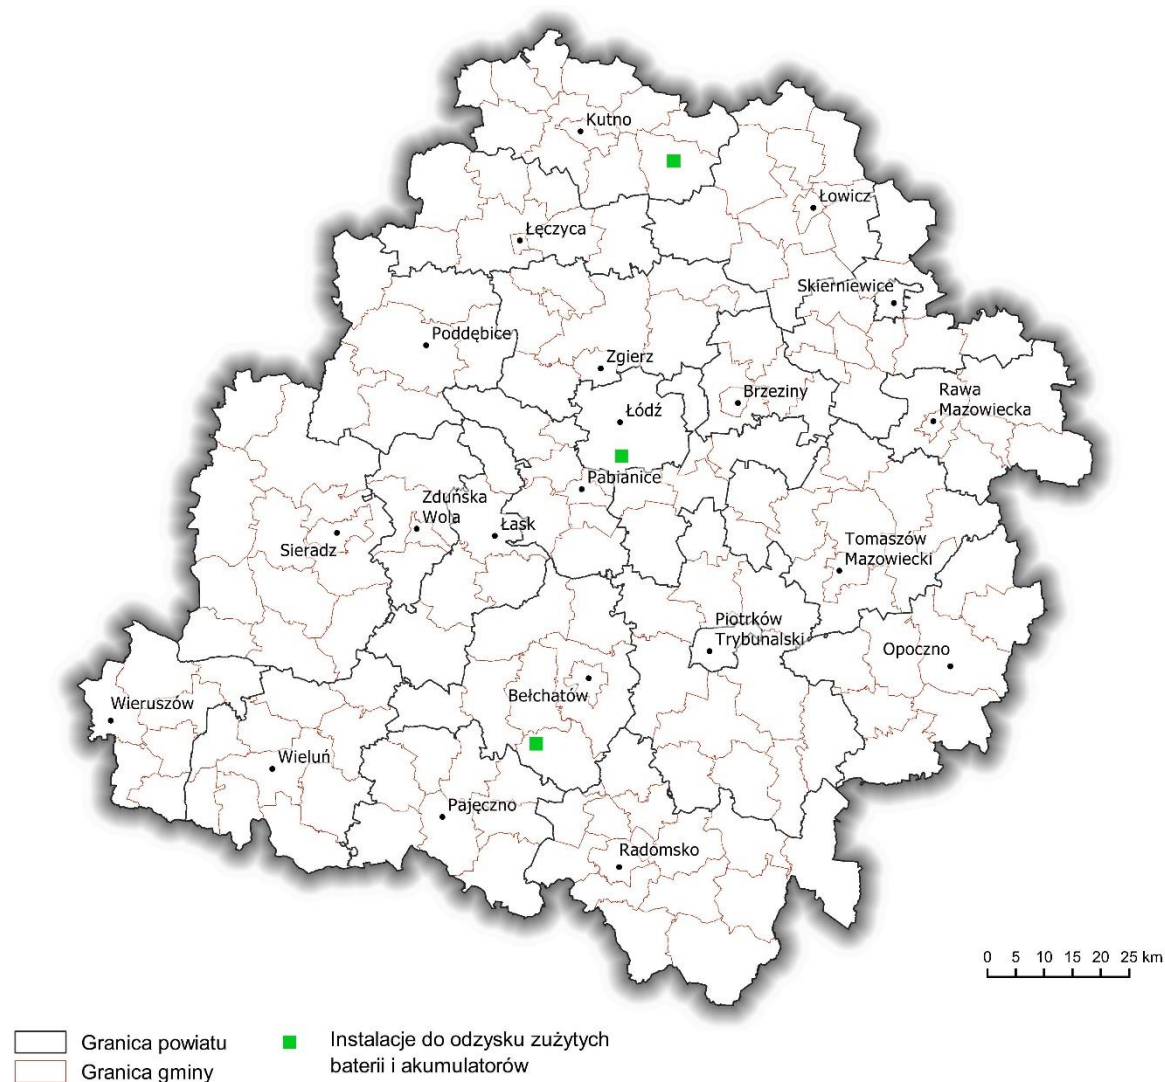 Kutno
Łowicz
Łęczyca
Skierniewice
Poddębice
Zgierz
Brzeziny
Rawa
Mazowiecka
Łódź
Pabianice
Zduńska
Wola
Łask
Sieradz
Tomaszów
Mazowiecki
Piotrków
Trybunalski
Opoczno
Bełchatów
Wieruszów
Wieluń
Pajęczno
Radomsko
0 5 10 15 20 25 km
Granica powiatu
Granica gminy
Instalacje do odzysku zużytych
baterii i akumulatorów